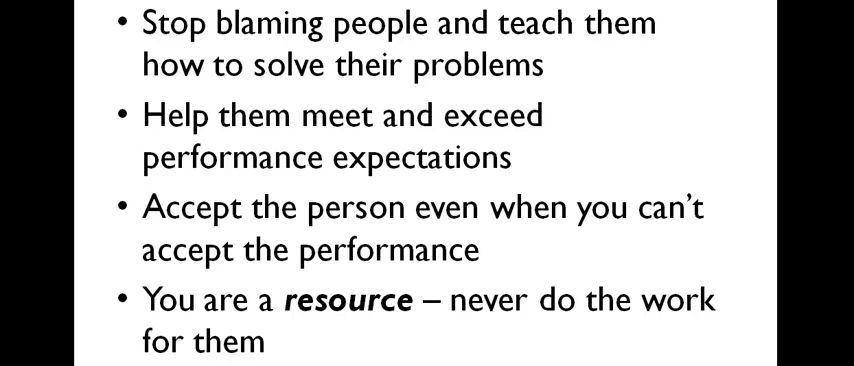 • Stop blaming people and teach them
how to solve their problems
• Help them meet and exceed
performance expectations
• Accept the person even when you can’t
accept the performance
• You are a resource – never do the work
for them